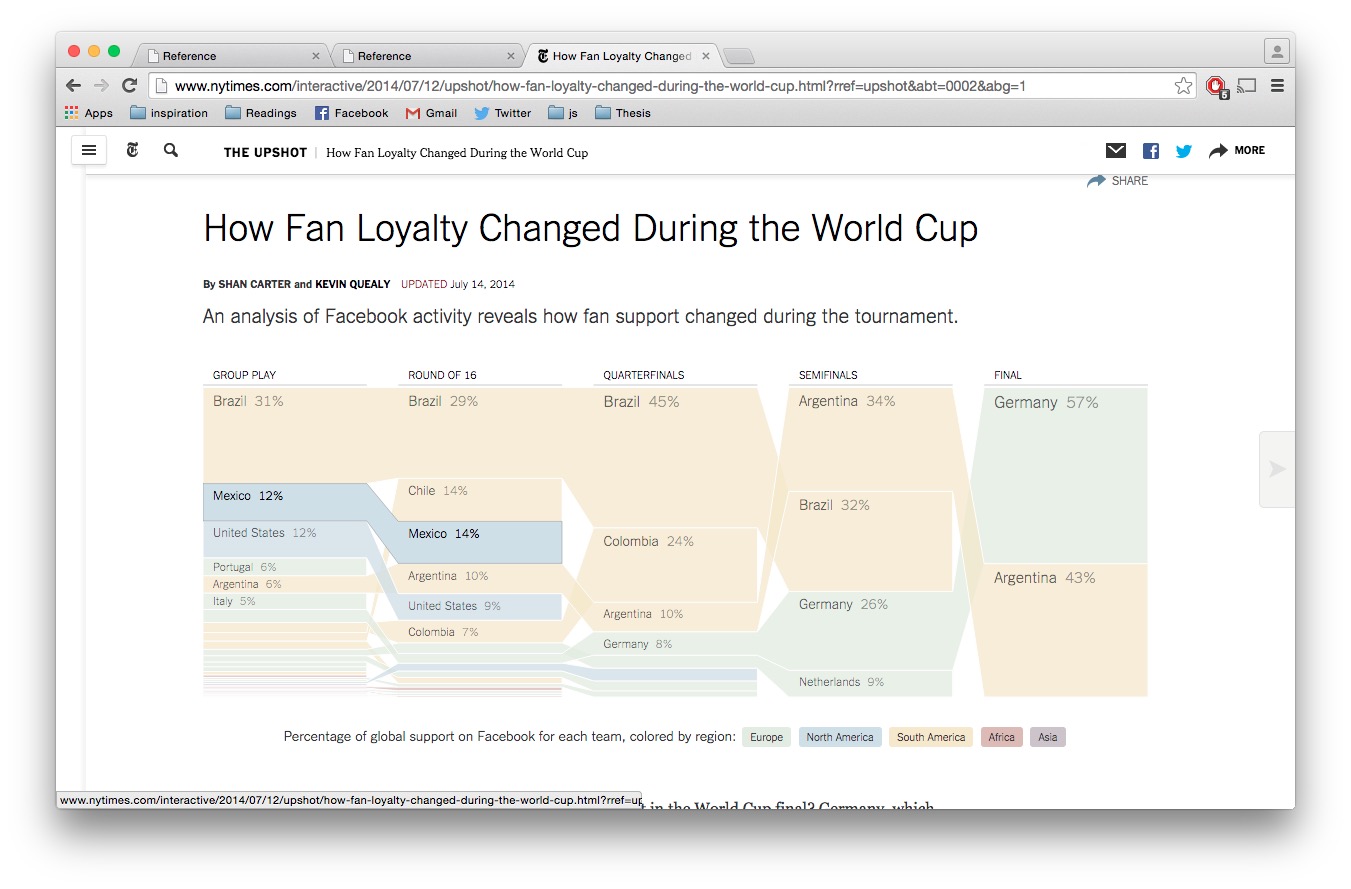 Reference
Reference
How Fan Loyalty Changed
www.nytimes.com/interactive/2014/07/12/upshot/how-fan-loyalty-changed-during-the-world-cup.html?rref=upshot&abt=0002&abg=1
6
Apps inspiration Readings Facebook Gmail Twitter js Thesis
THE UPSHOT | How Fan Loyalty Changed During the World Cup
MORE
SHARE
How Fan Loyalty Changed During the World Cup
By SHAN CARTER and KEVIN QUEALY UPDATED July 14, 2014
An analysis of Facebook activity reveals how fan support changed during the tournament.
GROUP PLAY
Brazil 31%
Mexico 12%
United States 12%
Portugal 6%
Argentina 6%
Italy 5%
ROUND OF 16
Brazil 29%
Chile 14%
Mexico 14%
Argentina 10%
United States 9%
Colombia 7%
QUARTERFINALS
Brazil 45%
Colombia 24%
Argentina 10%
Germany 8%
SEMIFINALS
Argentina 34%
Brazil 32%
Germany 26%
Netherlands 9%
FINAL
Germany 57%
Argentina 43%
Percentage of global support on Facebook for each team, colored by region: Europe North America South America Africa Asia
www.nytimes.com/interactive/2014/07/12/upshot/how-fan-loyalty-changed-during-the-world-cup.html?rref=up
in the World Cup final? Germany, which